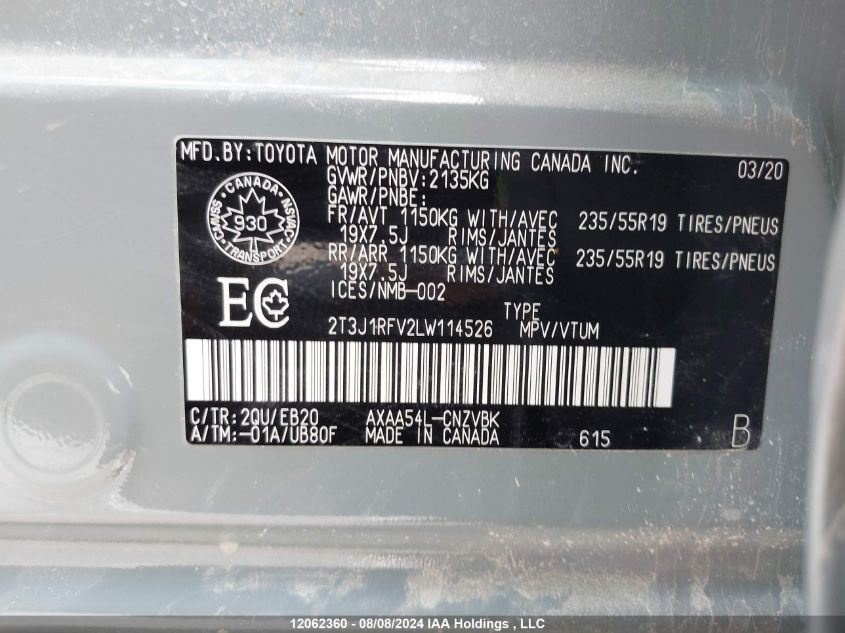 MFD.BY:TOYOTA MOTOR MANUFACTURING CANADA INC. 03/20
GVWR/PNBV:2135KG
GAWR/PNBE:
FR/AVT 1150KG WITH/AVEC 235/55R19 TIRES/PNEUS
19X7.5J RIMS/JANTES
RR/ARR 1150KG WITH/AVEC 235/55R19 TIRES/PNEUS
19X7.5J RIMS/JANTES
ICES/NMB-002
CANADA
CMVSS 930 NSVAC
TRANSPORT
EC
TYPE
2T3J1RFV2LW114526 MPV/VTUM
C/TR:2QU/EB20 AXAA54L-CNZVBK
A/TM:-01A/UB80F MADE IN CANADA 615 B
12062360 - 08/08/2024 IAA Holdings , LLC